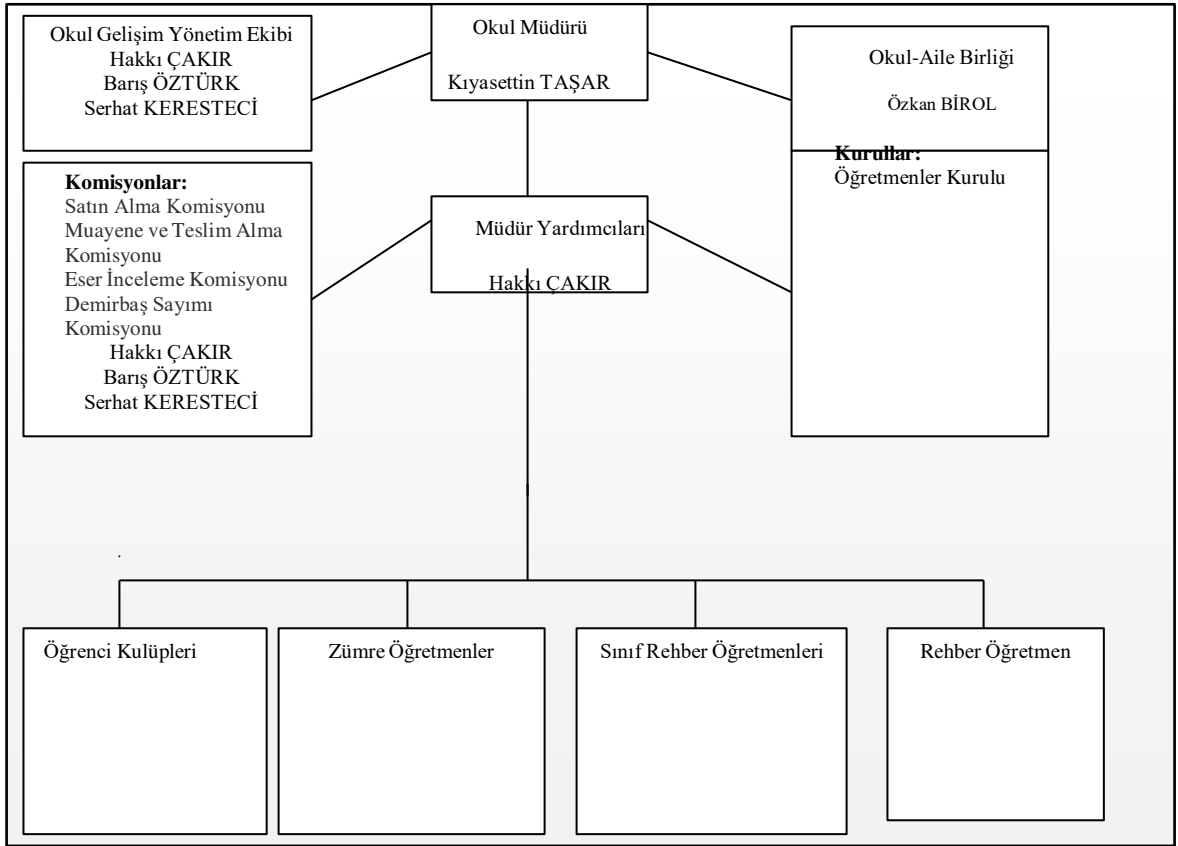 Okul Gelişim Yönetim Ekibi
Hakkı ÇAKIR
Barış ÖZTÜRK
Serhat KERESTECİ
Okul Müdürü
Kıyasettin TAŞAR
Okul-Aile Birliği
Özkan BİROL
Komisyonlar:
Satın Alma Komisyonu
Muayene ve Teslim Alma
Komisyonu
Eser İnceleme Komisyonu
Demirbaş Sayımı
Komisyonu
Hakkı ÇAKIR
Barış ÖZTÜRK
Serhat KERESTECİ
Müdür Yardımcıları
Hakkı ÇAKIR
Kurullar:
Öğretmenler Kurulu
.
Öğrenci Kulüpleri
Zümre Öğretmenler
Sınıf Rehber Öğretmenleri
Rehber Öğretmen